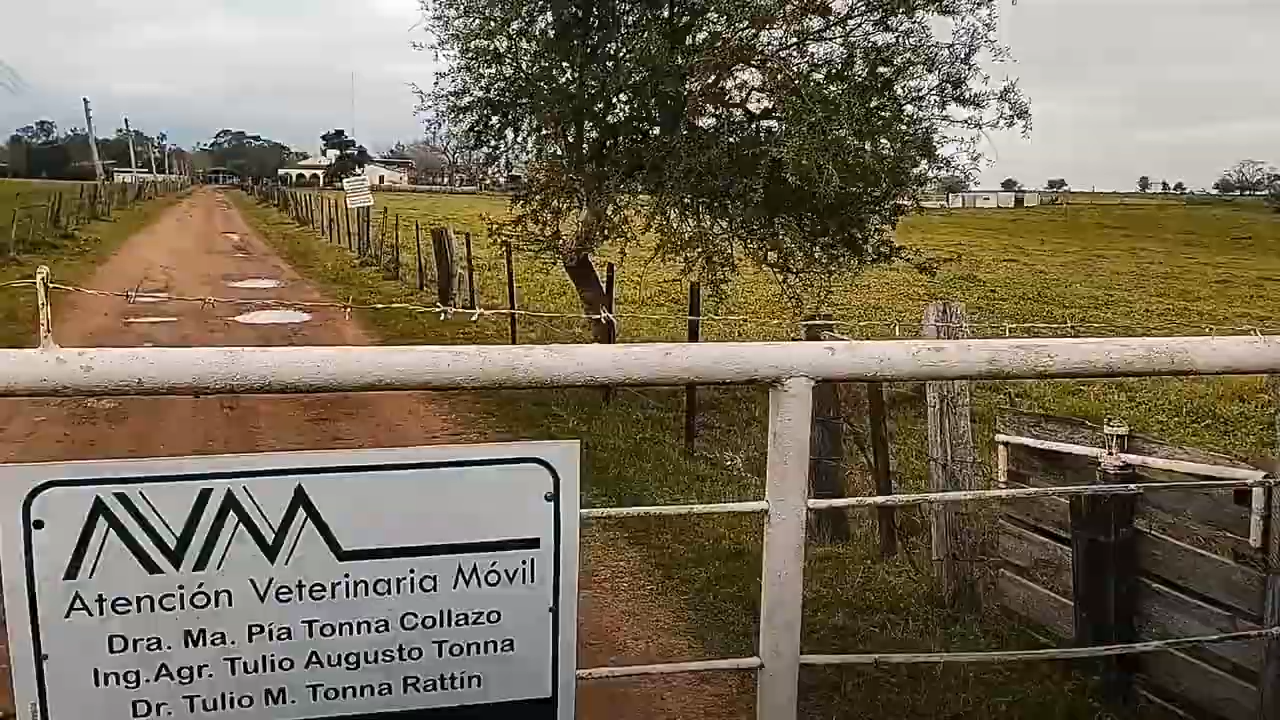 AVM
Atención Veterinaria Móvil
Dra. Ma. Pía Tonna Collazo
Ing.Agr. Tulio Augusto Tonna
Dr. Tulio M. Tonna Rattín